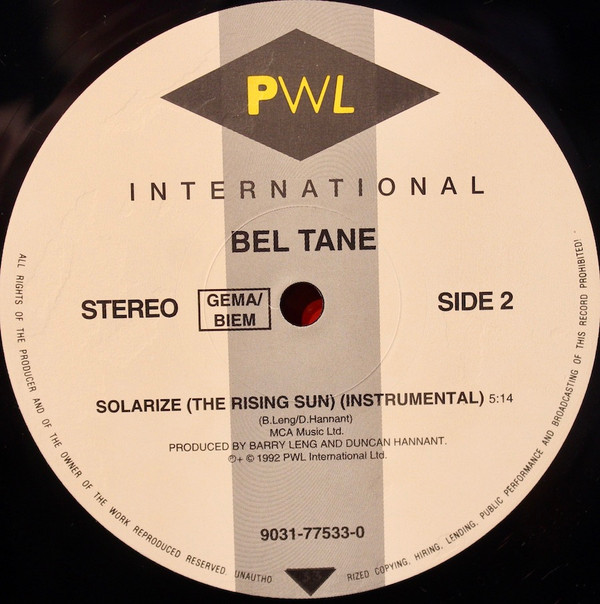 PWL
INTERNATIONAL
BEL TANE
STEREO
GEMA/
BIEM
SIDE 2
SOLARIZE (THE RISING SUN) (INSTRUMENTAL) 5:14
(B.Leng/D.Hannant)
MCA Music Ltd.
PRODUCED BY BARRY LENG AND DUNCAN HANNANT.
℗+ © 1992 PWL International Ltd.
9031-77533-0
ALL RIGHTS OF THE PRODUCER AND OF THE OWNER OF THE WORK REPRODUCED RESERVED. UNAUTHO
RIZED COPYING, HIRING, LENDING, PUBLIC PERFORMANCE AND BROADCASTING OF THIS RECORD PROHIBITED!